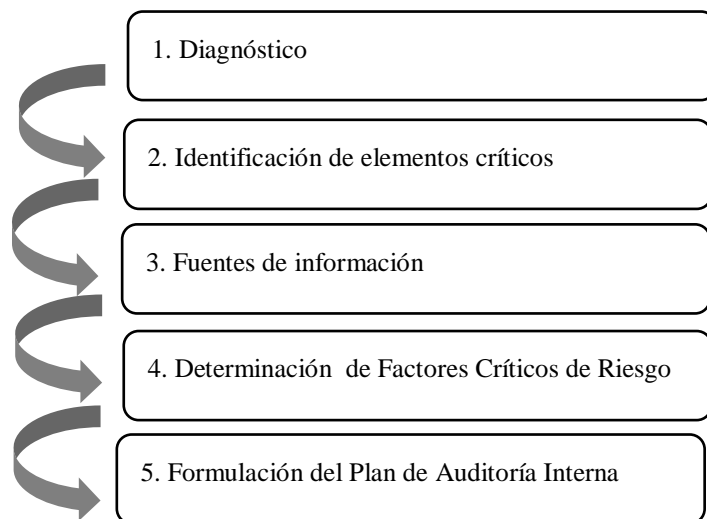 1. Diagnóstico
2. Identificación de elementos críticos
3. Fuentes de información
4. Determinación de Factores Críticos de Riesgo
5. Formulación del Plan de Auditoría Interna